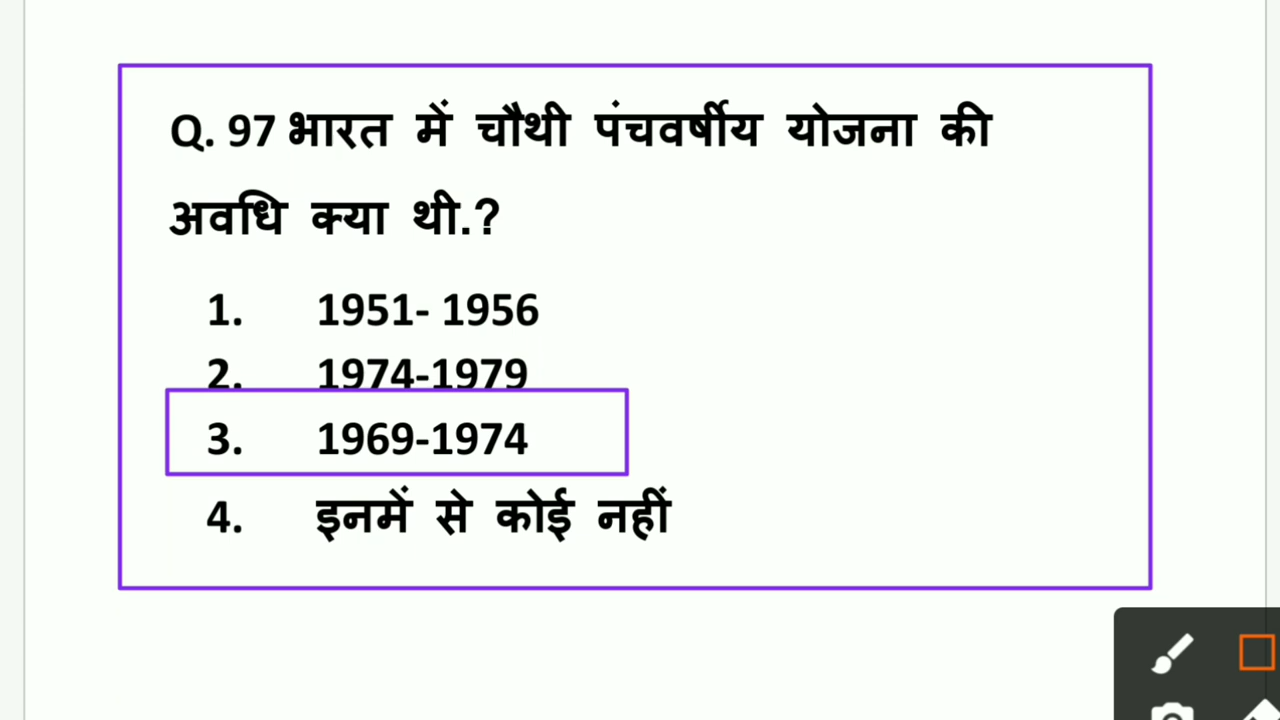 Q. 97 भारत में चौथी पंचवर्षीय योजना की
अवधि क्या थी.?
1. 1951- 1956
2. 1974-1979
3. 1969-1974
4. इनमें से कोई नहीं